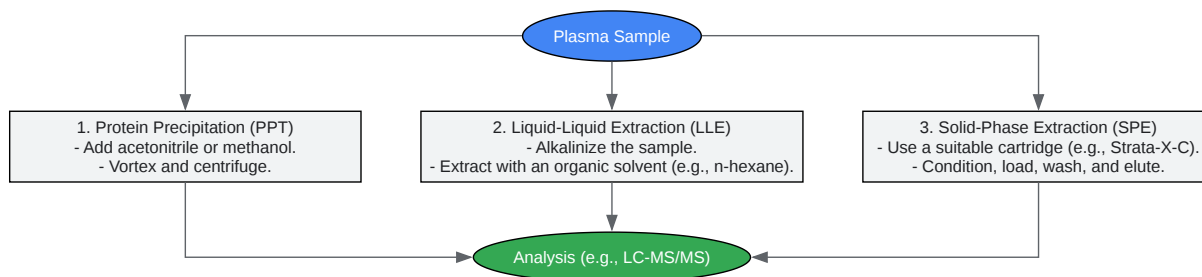 Plasma Sample
1. Protein Precipitation (PPT)
- Add acetonitrile or methanol.
- Vortex and centrifuge.
2. Liquid-Liquid Extraction (LLE)
- Alkalinize the sample.
- Extract with an organic solvent (e.g., n-hexane).
3. Solid-Phase Extraction (SPE)
- Use a suitable cartridge (e.g., Strata-X-C).
- Condition, load, wash, and elute.
Analysis (e.g., LC-MS/MS)